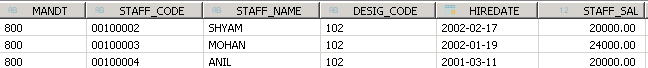 MANDT STAFF_CODE STAFF_NAME DESIG_CODE HIREDATE 12 STAFF_SAL
800 00100002 SHYAM 102 2002-02-17 20000.00
800 00100003 MOHAN 102 2002-01-19 24000.00
800 00100004 ANIL 102 2001-03-11 20000.00